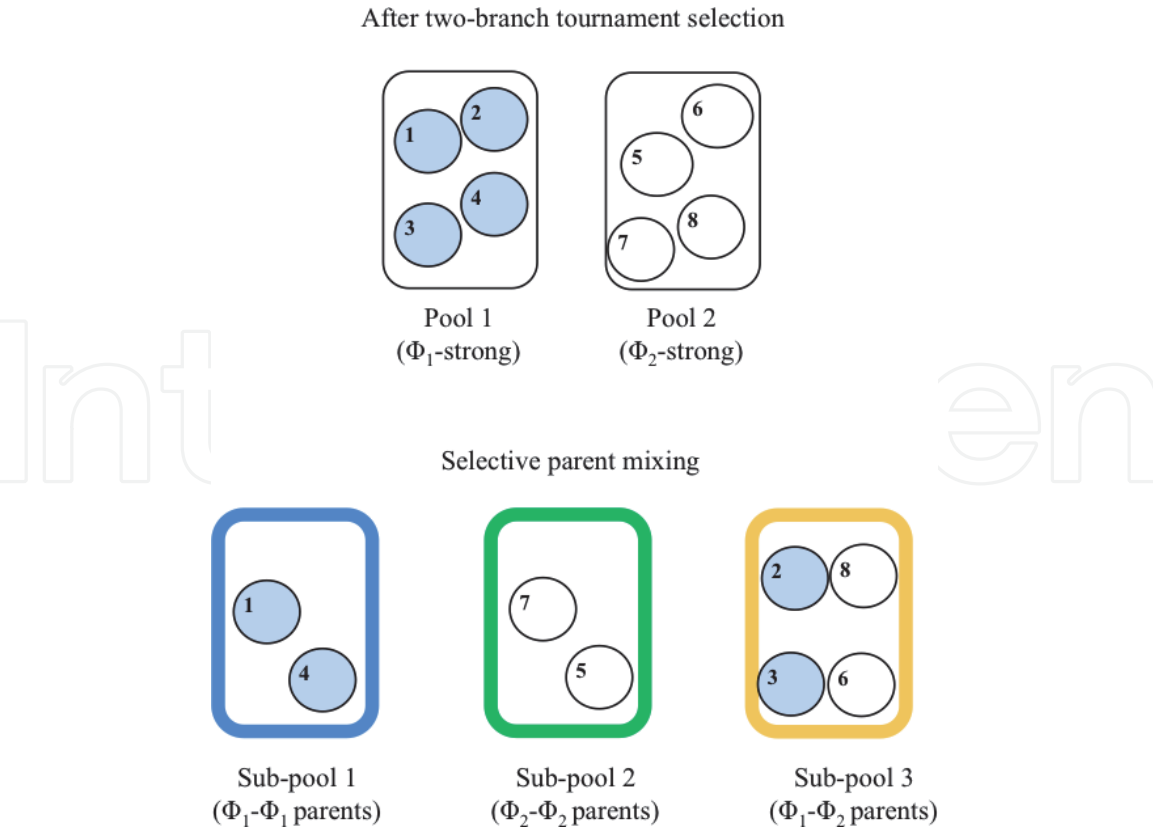 After two-branch tournament selection
1
2
3
4
5
6
7
8
Pool 1
(Φ₁-strong)
Pool 2
(Φ₂-strong)
Int
en
Selective parent mixing
1
4
7
5
2
8
3
6
Sub-pool 1
(Φ₁-Φ₁ parents)
Sub-pool 2
(Φ₂-Φ₂ parents)
Sub-pool 3
(Φ₁-Φ₂ parents)